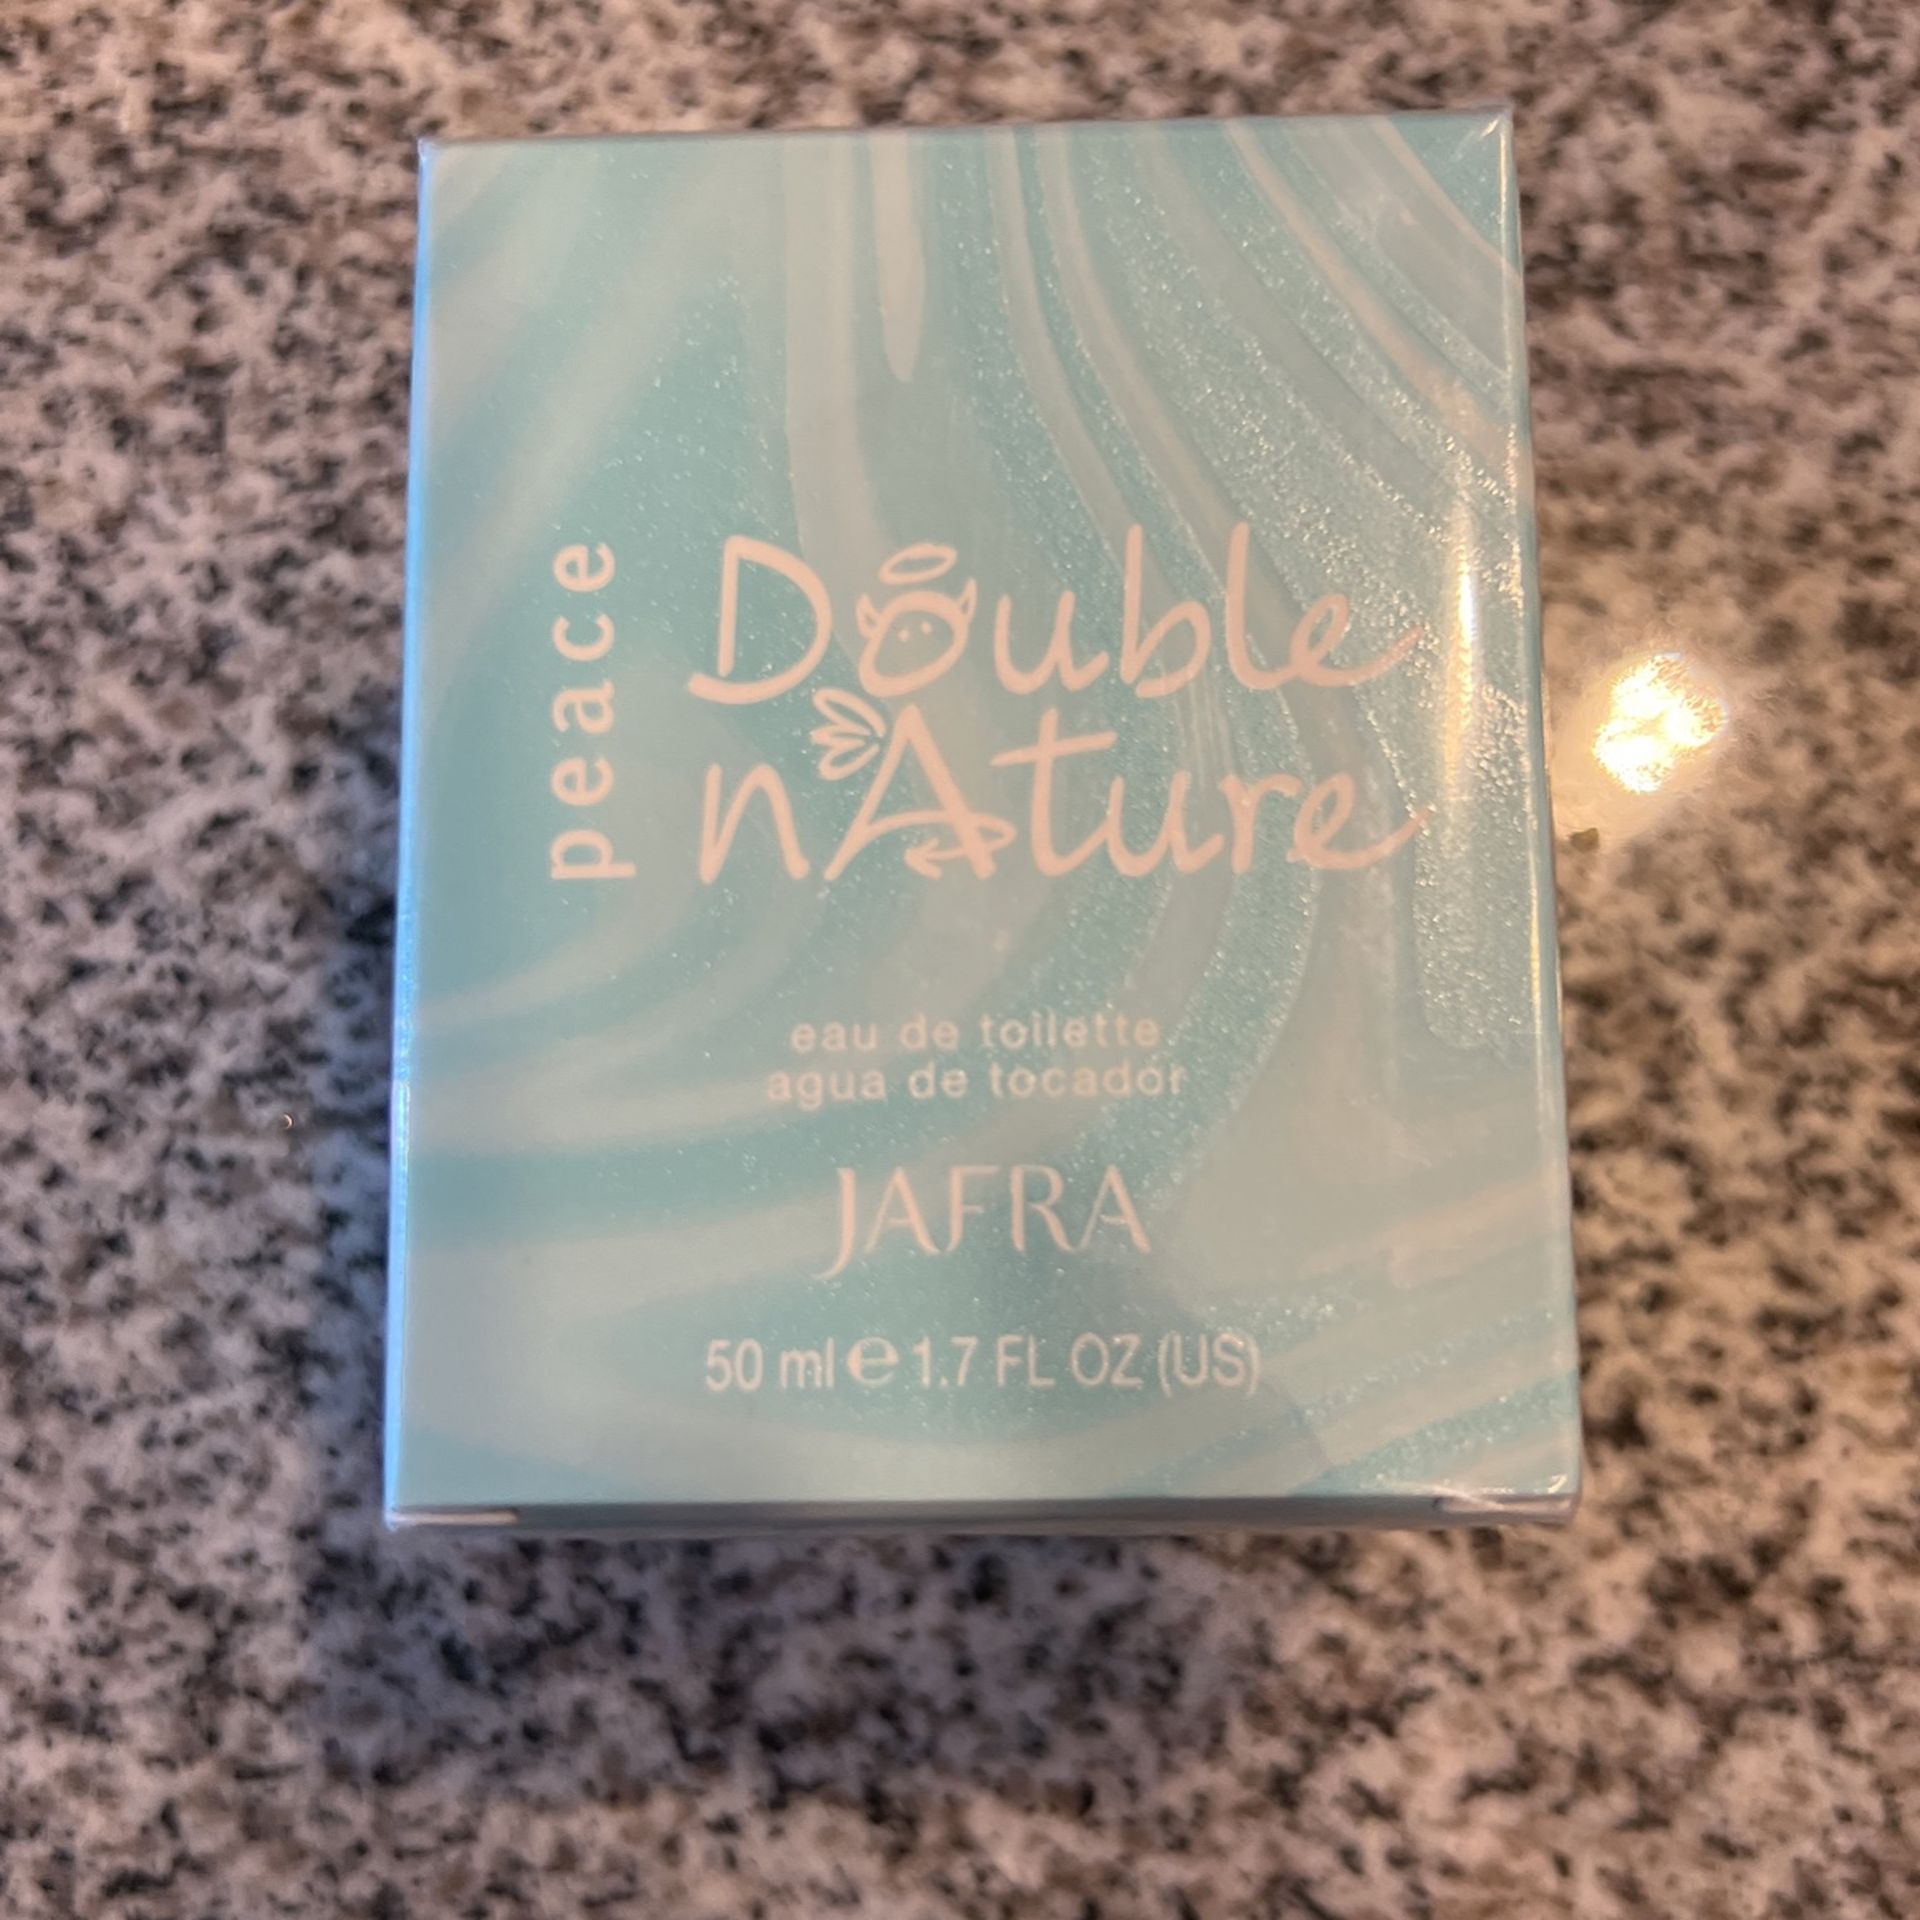 peace
Double
nAture
eau de toilette
agua de tocador
JAFRA
50 ml e 1.7 FL OZ (US)